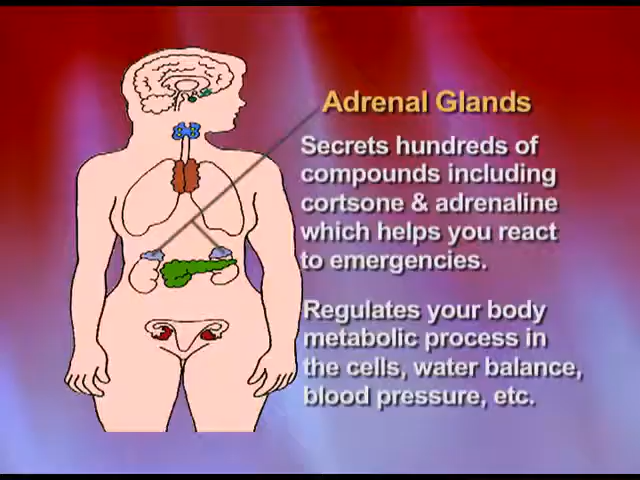 Adrenal Glands
Secrets hundreds of
compounds including
cortsone & adrenaline
which helps you react
to emergencies.
Regulates your body
metabolic process in
the cells, water balance,
blood pressure, etc.